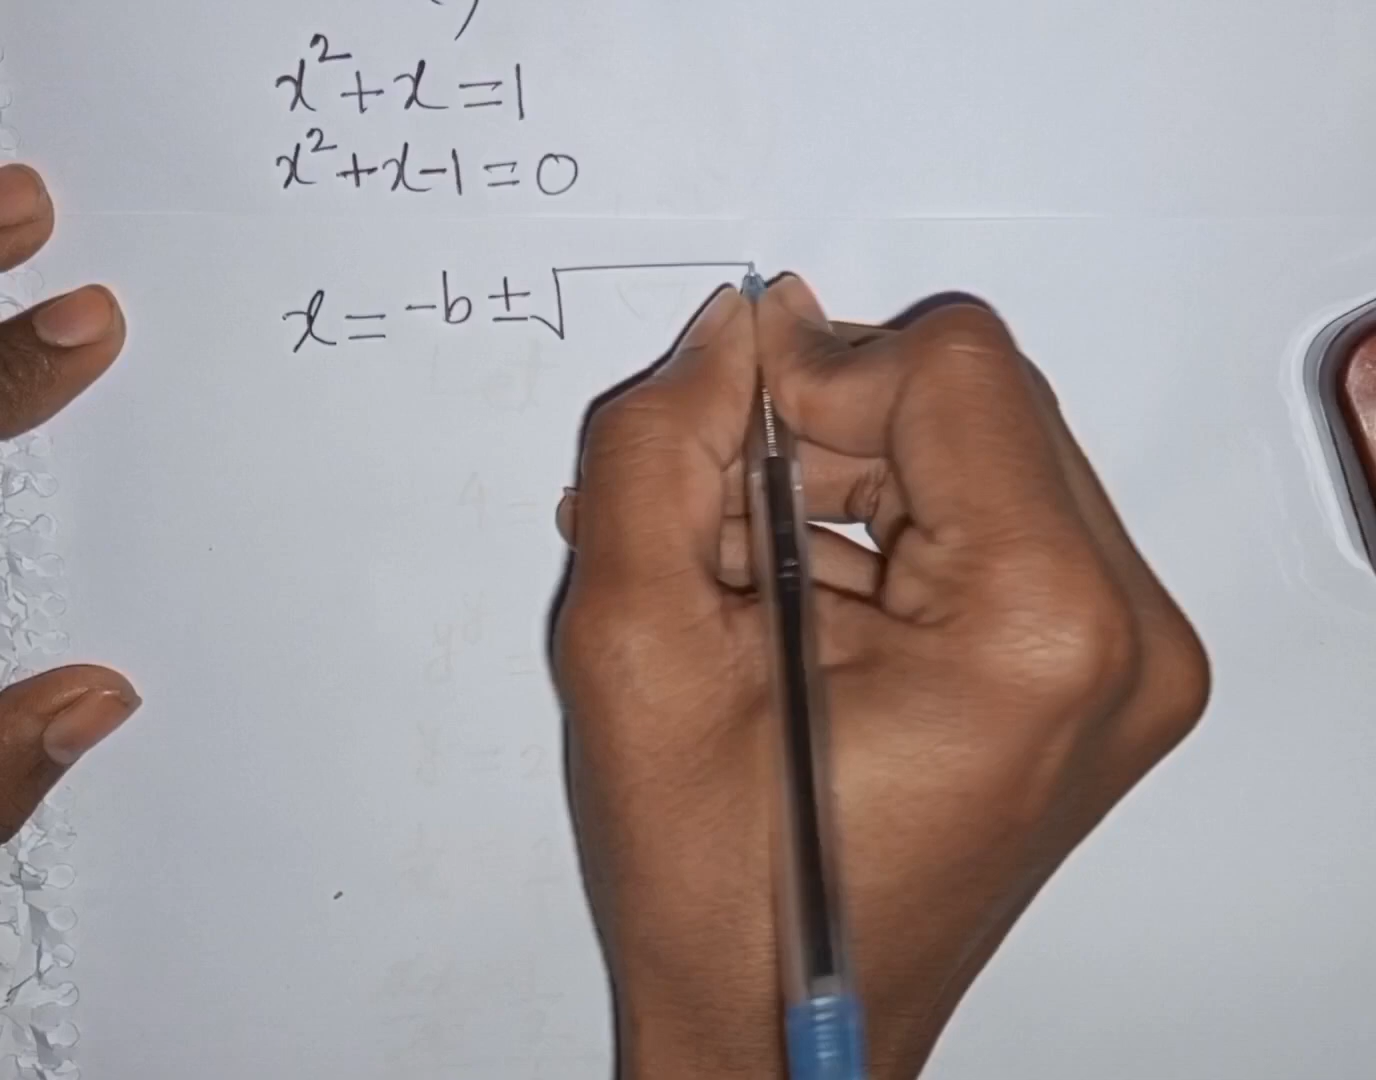 x² + x = 1
x² + x - 1 = 0
x = -b ± √